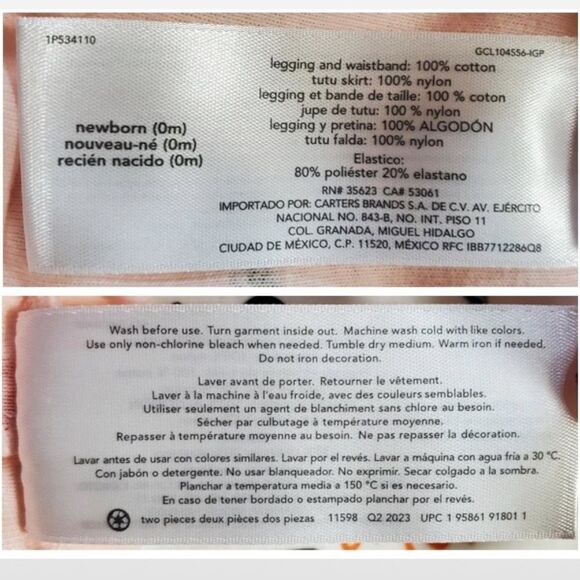 1P534110
GCL104556-IGP
newborn (0m)
nouveau-né (0m)
recién nacido (0m)
legging and waistband: 100% cotton
tutu skirt: 100% nylon
legging et bande de taille: 100 % coton
jupe de tutu: 100 % nylon
legging y pretina: 100% ALGODÓN
tutu falda: 100% nylon
Elastico:
80% poliéster 20% elastano
RN# 35623 CA# 53061
IMPORTADO POR: CARTERS BRANDS S.A. DE C.V. AV. EJÉRCITO
NACIONAL NO. 843-B, NO. INT. PISO 11
COL. GRANADA, MIGUEL HIDALGO
CIUDAD DE MÉXICO, C.P. 11520, MÉXICO RFC IBB7712286Q8
Wash before use. Turn garment inside out. Machine wash cold with like colors.
Use only non-chlorine bleach when needed. Tumble dry medium. Warm iron if needed.
Do not iron decoration.
Laver avant de porter. Retourner le vêtement.
Laver à la machine à l'eau froide, avec des couleurs semblables.
Utiliser seulement un agent de blanchiment sans chlore au besoin.
Sécher par culbutage à température moyenne.
Repasser à température moyenne au besoin. Ne pas repasser la décoration.
Lavar antes de usar con colores similares. Lavar por el revés. Lavar a máquina con agua fría a 30 °C.
Con jabón o detergente. No usar blanqueador. No exprimir. Secar colgado a la sombra.
Planchar a temperatura media a 150 °C si es necesario.
En caso de tener bordado o estampado planchar por el revés.
two pieces deux pièces dos piezas 11598 Q2 2023 UPC 1 95861 91801 1